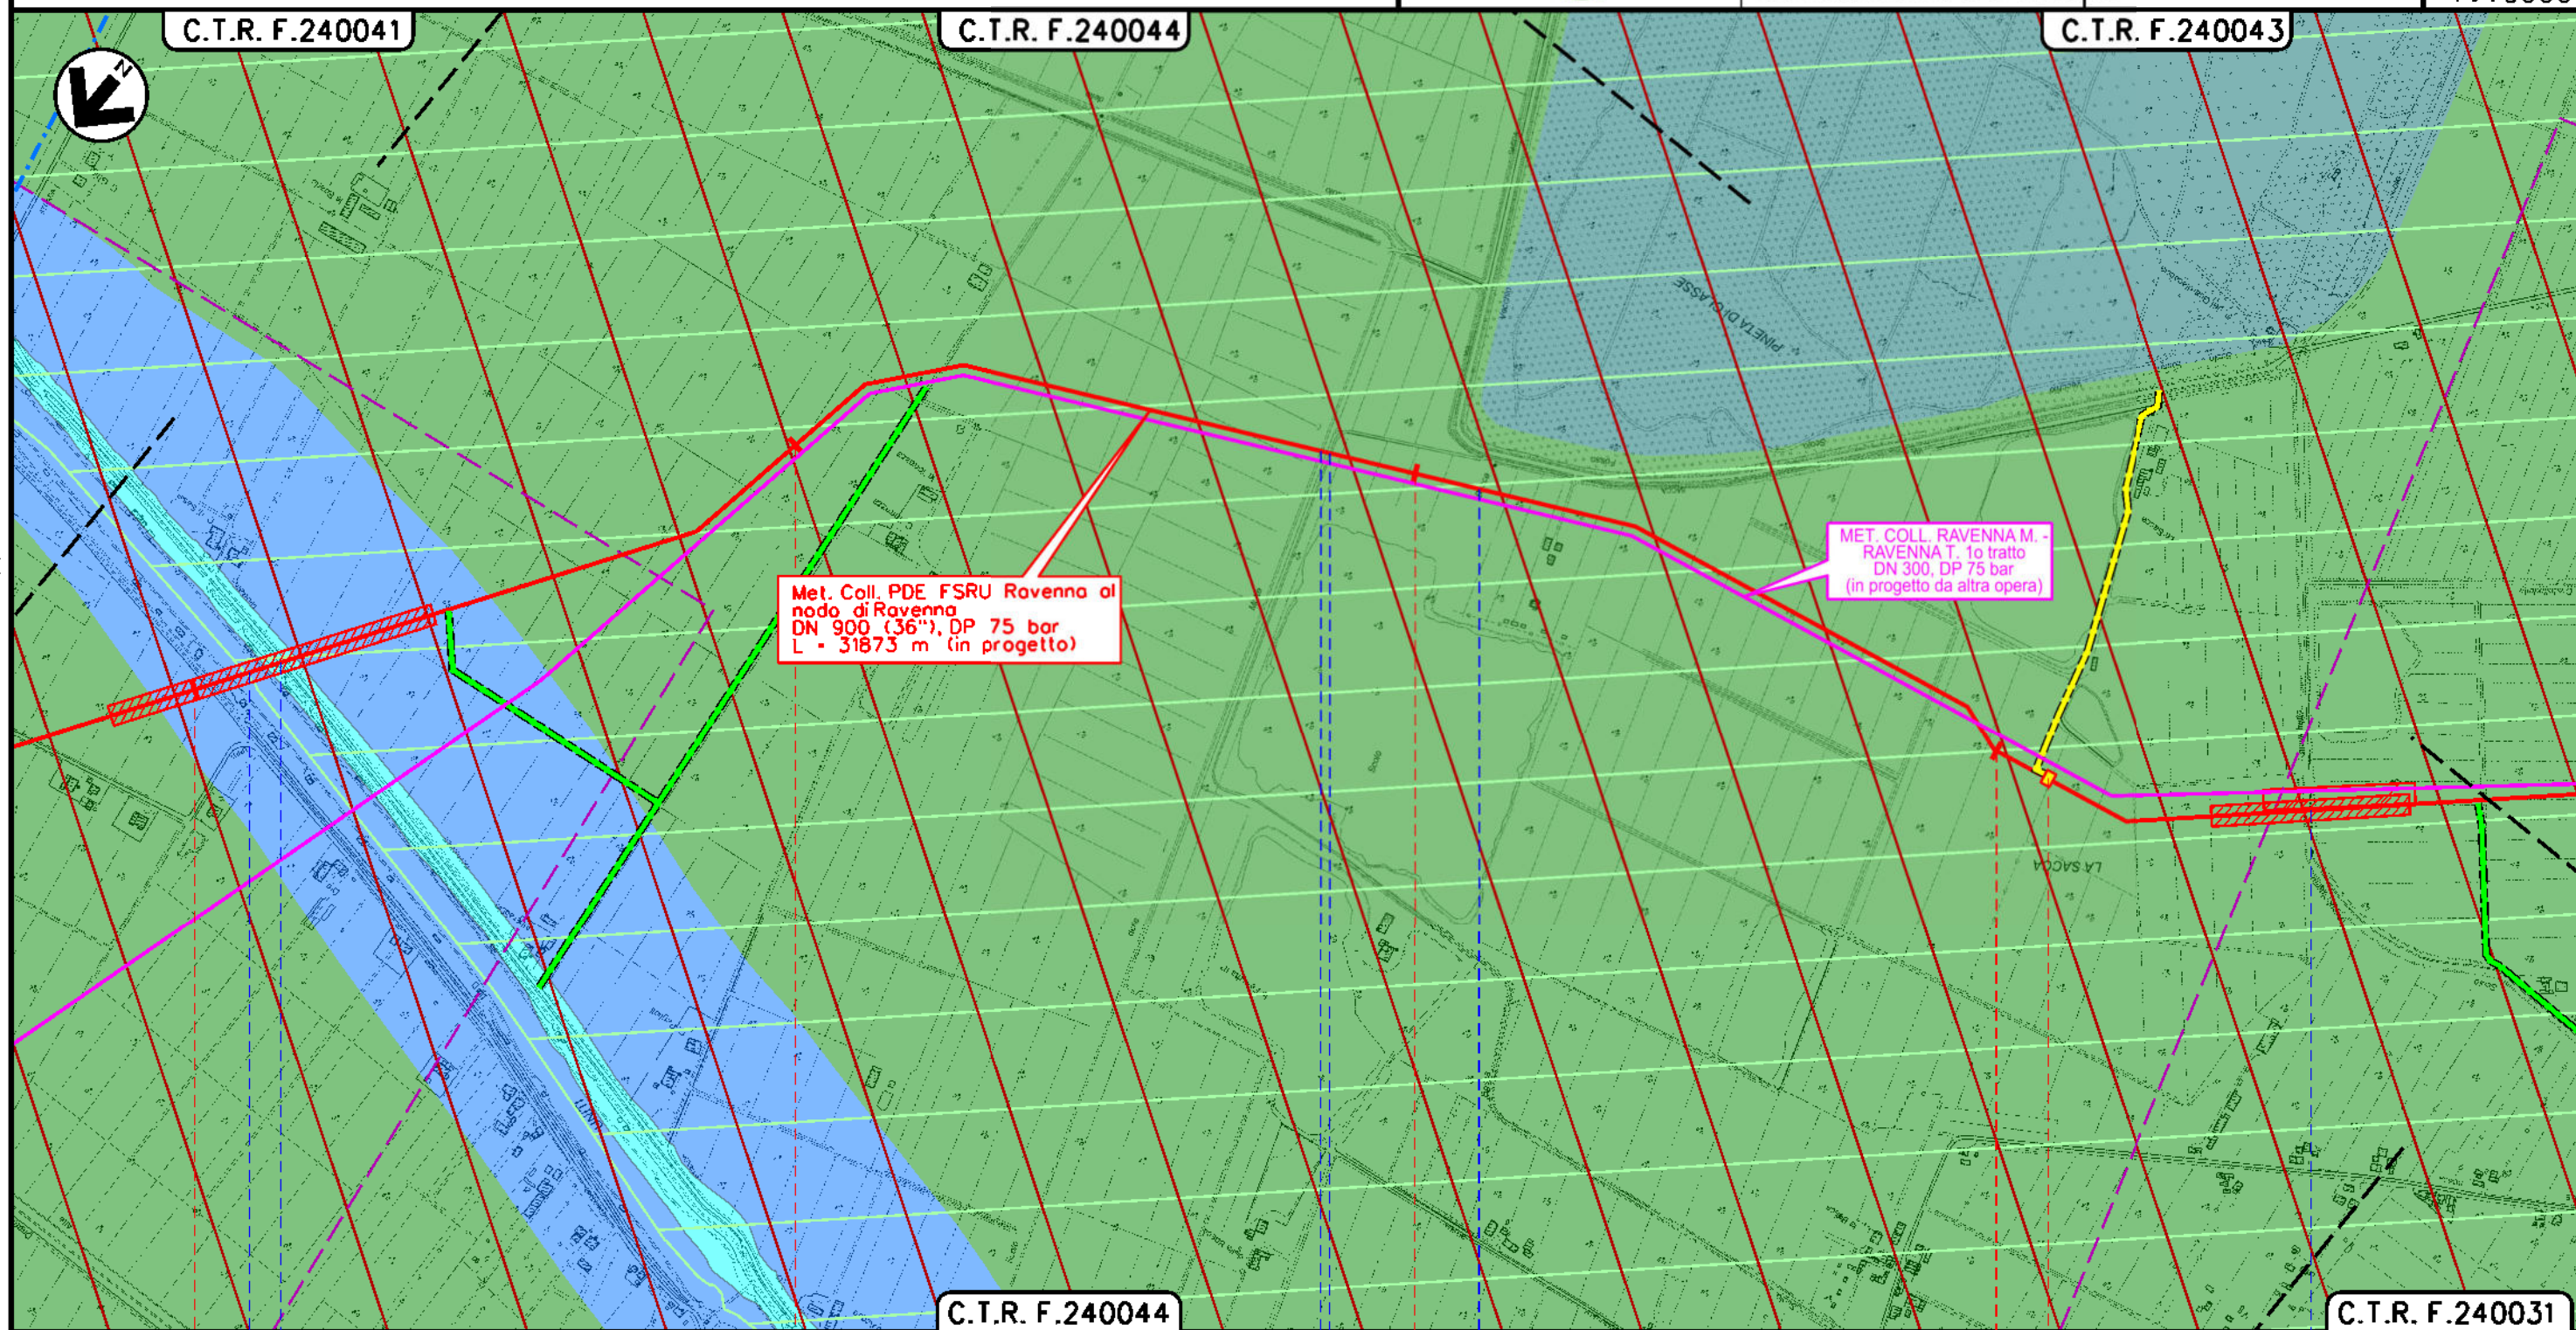 C.T.R. F.240041
C.T.R. F.240044
C.T.R. F.240043
N
PINETA DI CLASSE
Met. Coll. PDE FSRU Ravenna al
nodo di Ravenna
DN 900 (36"), DP 75 bar
L = 31873 m (in progetto)
MET. COLL. RAVENNA M. -
RAVENNA T. 1o tratto
DN 300, DP 75 bar
(in progetto da altra opera)
LA SACCA
C.T.R. F.240044
C.T.R. F.240031